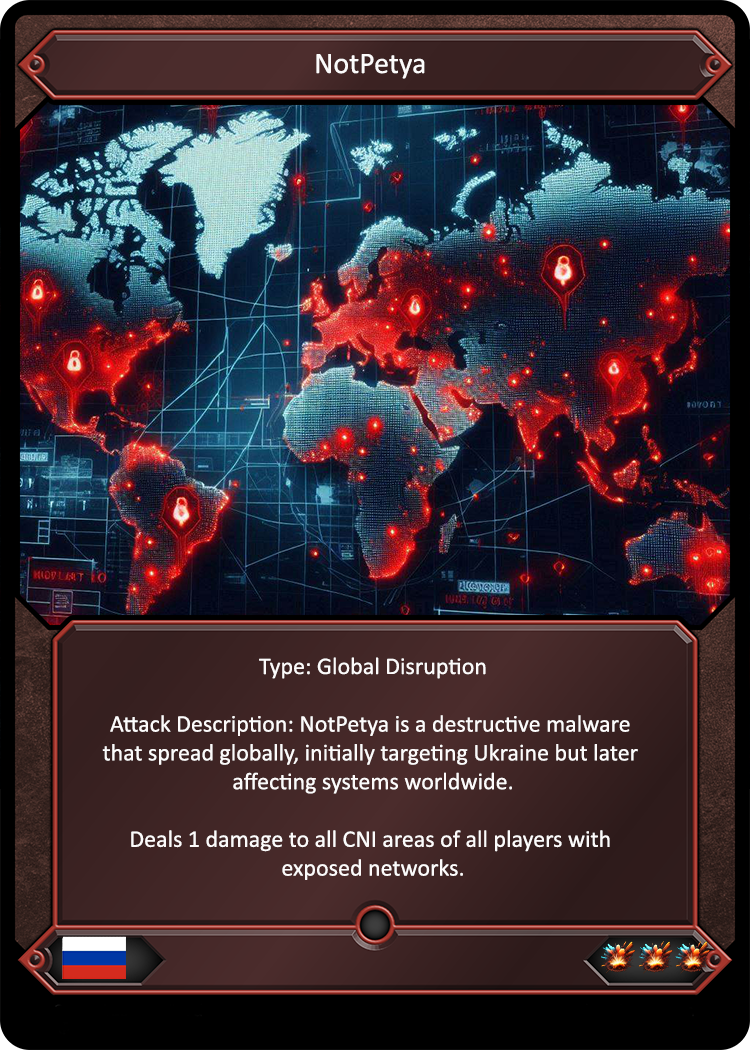 NotPetya
Type: Global Disruption
Attack Description: NotPetya is a destructive malware
that spread globally, initially targeting Ukraine but later
affecting systems worldwide.
Deals 1 damage to all CNI areas of all players with
exposed networks.